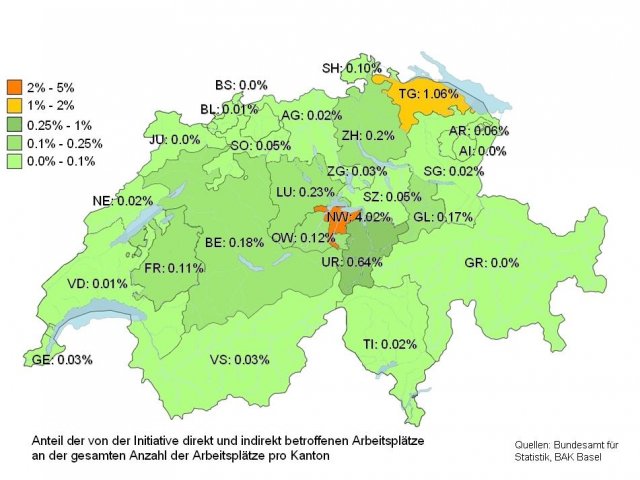 SH: 0.10%
2% - 5%
BS: 0.0%
TG: 1.06%
1% - 2%
BL: 0.01%
AG: 0.02%
0.25% - 1%
AR: 0.06%
JU: 0.0%
ZH: 0.2%
0.1% - 0.25%
SO: 0.05%
AI: 0.0%
0.0% - 0.1%
ZG: 0.03%
SG: 0.02%
LU: 0.23%
SZ: 0.05%
NE: 0.02%
NW: 4.02%
GL: 0.17%
OW: 0.12%
BE: 0.18%
UR: 0.64%
GR: 0.0%
FR: 0.11%
VD: 0.01%
TI: 0.02%
GE: 0.03%
VS: 0.03%
Anteil der von der Initiative direkt und indirekt betroffenen Arbeitsplätze
an der gesamten Anzahl der Arbeitsplätze pro Kanton
Quellen: Bundesamt für
Statistik, BAK Basel